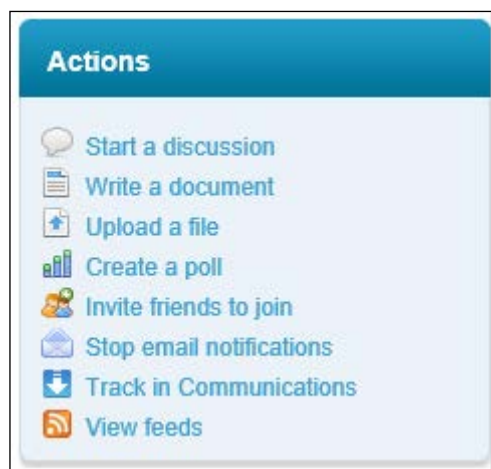 Actions
Start a discussion
Write a document
Upload a file
Create a poll
Invite friends to join
Stop email notifications
Track in Communications
View feeds